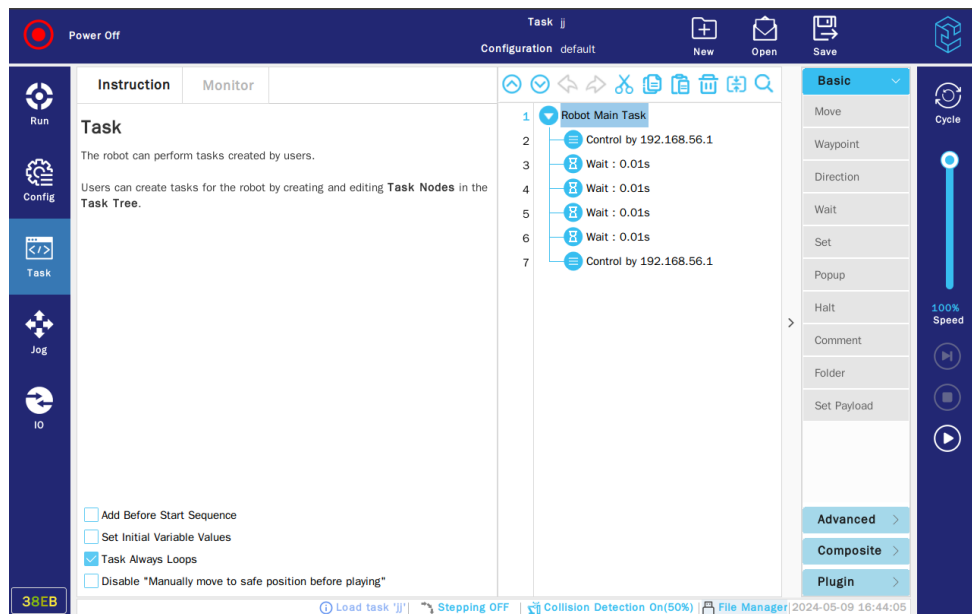 Power Off
Task jj
Configuration default
New
Open
Save
Run
Config
Task
Jog
IO
38EB
Instruction
Monitor
Task
The robot can perform tasks created by users.
Users can create tasks for the robot by creating and editing Task Nodes in the
Task Tree.
Add Before Start Sequence
Set Initial Variable Values
Task Always Loops
Disable "Manually move to safe position before playing"
1 Robot Main Task
2 Control by 192.168.56.1
3 Wait : 0.01s
4 Wait : 0.01s
5 Wait : 0.01s
6 Wait : 0.01s
7 Control by 192.168.56.1
Basic
Move
Waypoint
Direction
Wait
Set
Popup
Halt
Comment
Folder
Set Payload
Advanced
Composite
Plugin
Cycle
100%
Speed
Load task 'jj' | Stepping OFF | Collision Detection On(50%) | File Manager | 2024-05-09 16:44:05